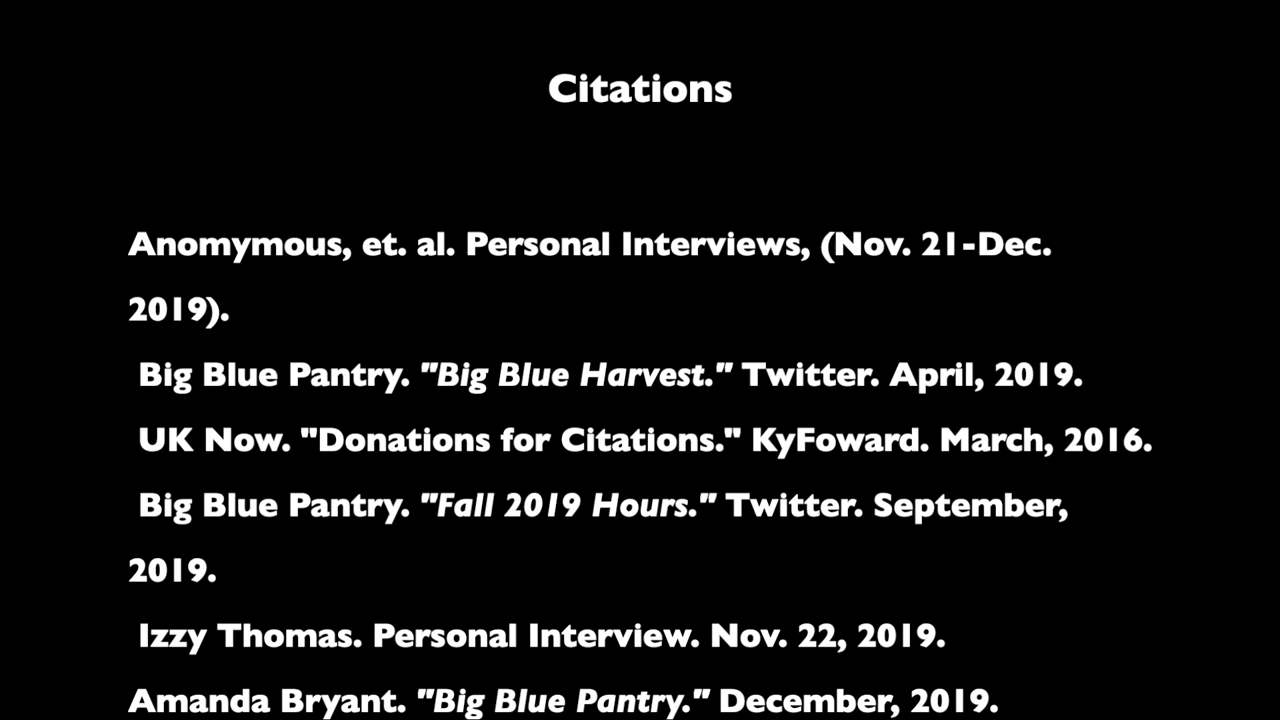 Citations
Anomymous, et. al. Personal Interviews, (Nov. 21-Dec.
2019).
Big Blue Pantry. "Big Blue Harvest." Twitter. April, 2019.
UK Now. "Donations for Citations." KyFoward. March, 2016.
Big Blue Pantry. "Fall 2019 Hours." Twitter. September,
2019.
Izzy Thomas. Personal Interview. Nov. 22, 2019.
Amanda Bryant. "Big Blue Pantry." December, 2019.